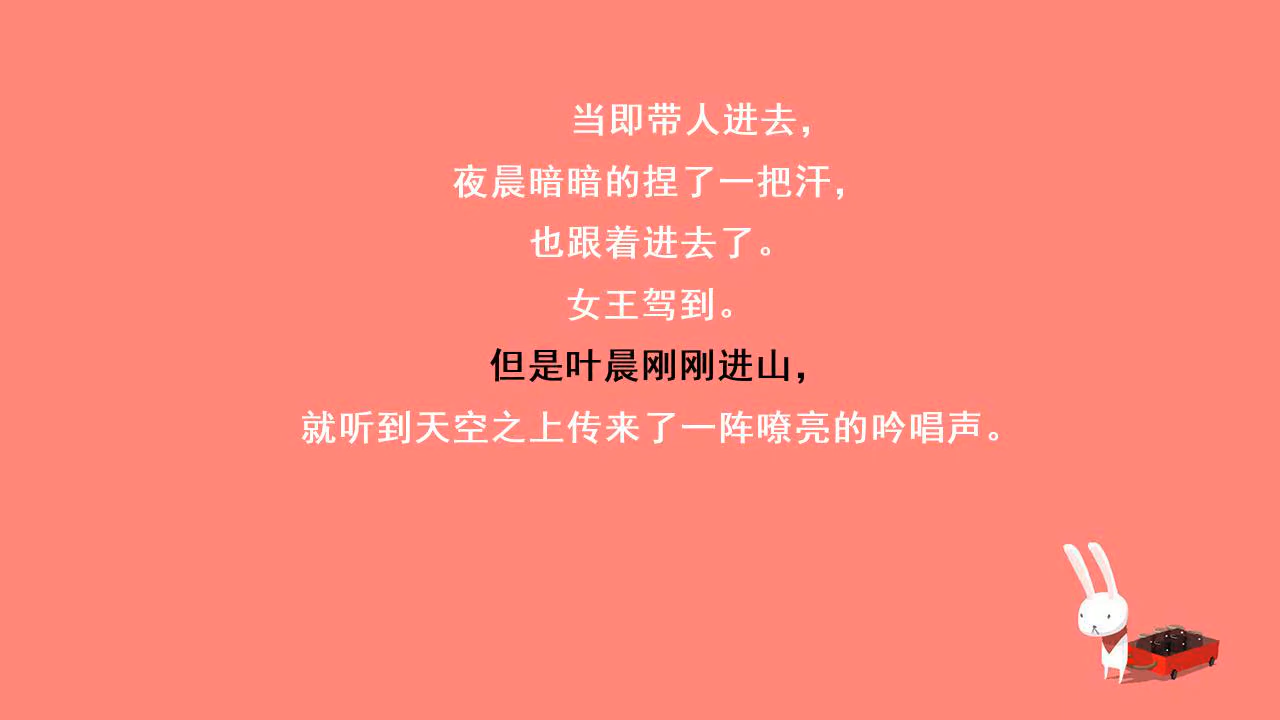 当即带人进去，
夜晨暗暗的捏了一把汗，
也跟着进去了。
女王驾到。
但是叶晨刚刚进山，
就听到天空之上传来了一阵嘹亮的吟唱声。